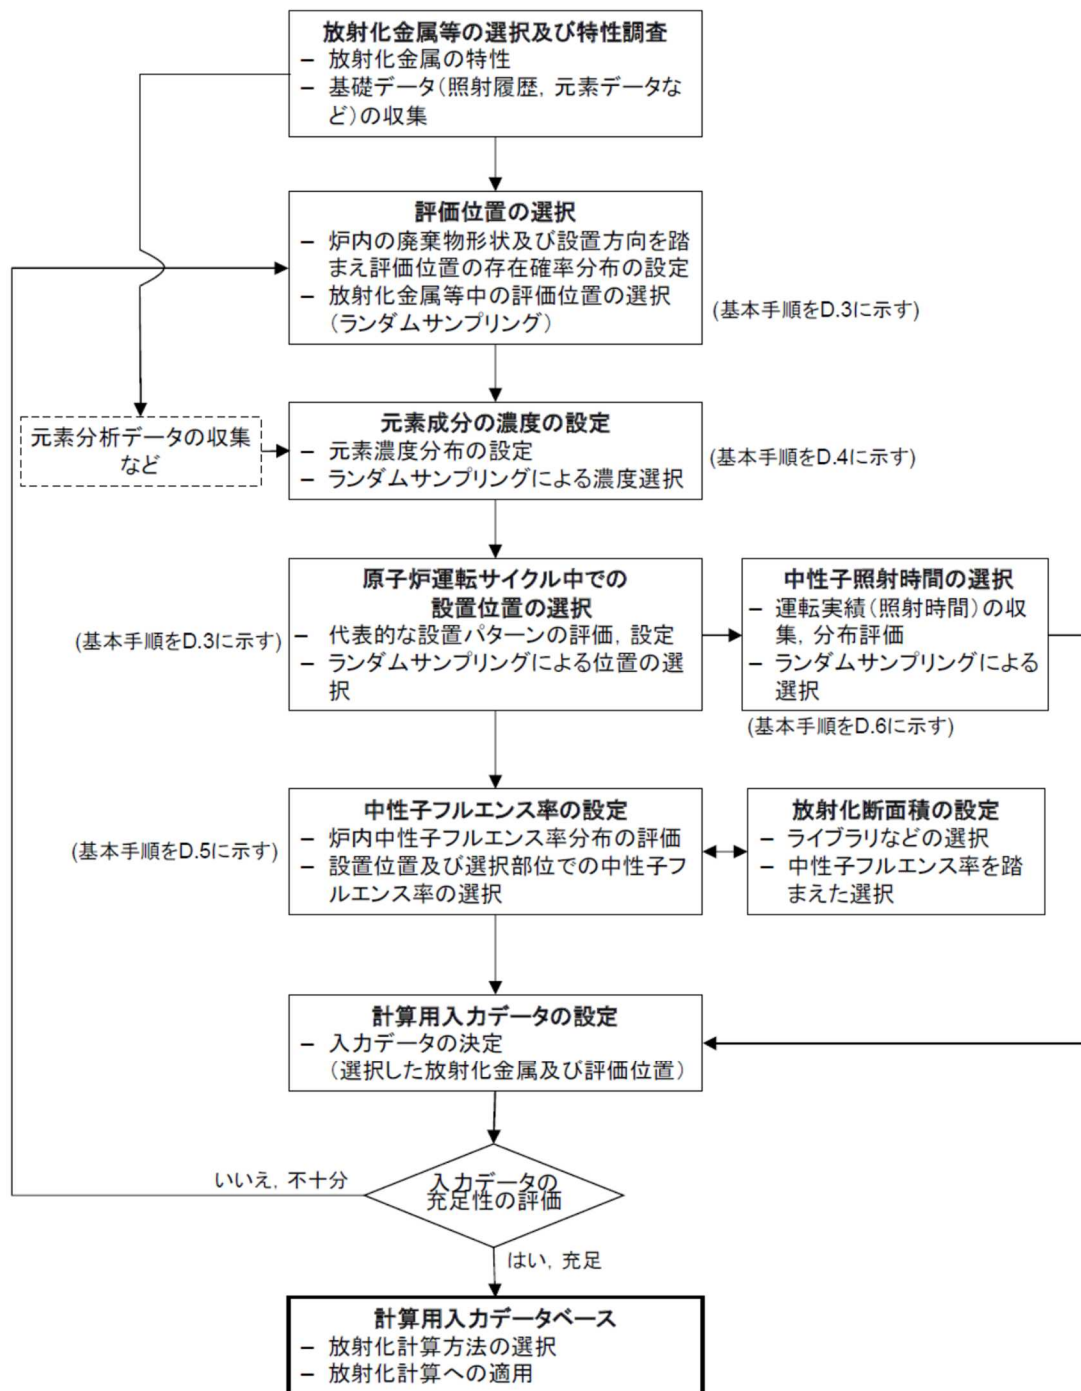 放射化金属等の選択及び特性調査
– 放射化金属の特性
– 基礎データ(照射履歴, 元素データな
ど)の収集
評価位置の選択
– 炉内の廃棄物形状及び設置方向を踏
まえ評価位置の存在確率分布の設定
– 放射化金属等中の評価位置の選択
(ランダムサンプリング)
(基本手順をD.3に示す)
元素分析データの収集
など
元素成分の濃度の設定
– 元素濃度分布の設定
– ランダムサンプリングによる濃度選択
(基本手順をD.4に示す)
(基本手順をD.3に示す)
原子炉運転サイクル中での
設置位置の選択
– 代表的な設置パターンの評価, 設定
– ランダムサンプリングによる位置の選
択
中性子照射時間の選択
– 運転実績(照射時間)の収
集, 分布評価
– ランダムサンプリングによる
選択
(基本手順をD.6に示す)
(基本手順をD.5に示す)
中性子フルエンス率の設定
– 炉内中性子フルエンス率分布の評価
– 設置位置及び選択部位での中性子フ
ルエンス率の選択
放射化断面積の設定
– ライブラリなどの選択
– 中性子フルエンス率を踏
まえた選択
計算用入力データの設定
– 入力データの決定
(選択した放射化金属及び評価位置)
いいえ, 不十分
入力データの
充足性の評価
はい, 充足
計算用入力データベース
– 放射化計算方法の選択
– 放射化計算への適用